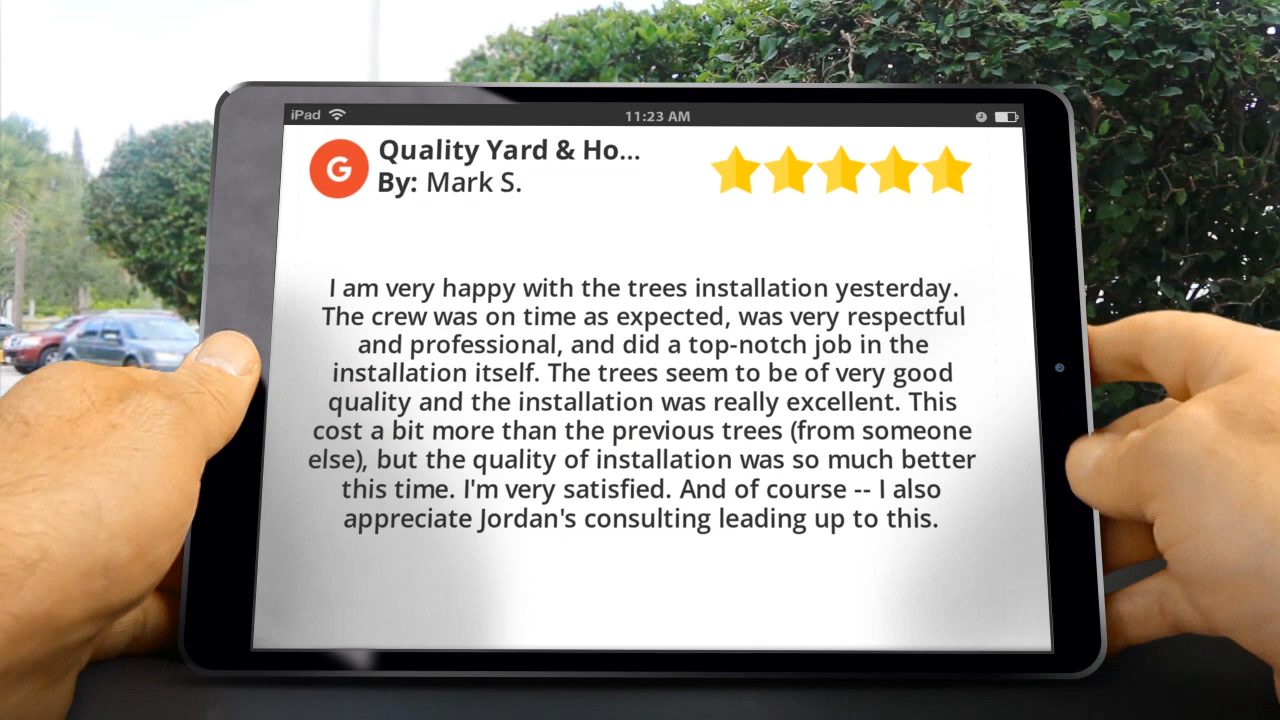 iPad 11:23 AM
G Quality Yard & Ho...
By: Mark S.
I am very happy with the trees installation yesterday.
The crew was on time as expected, was very respectful
and professional, and did a top-notch job in the
installation itself. The trees seem to be of very good
quality and the installation was really excellent. This
cost a bit more than the previous trees (from someone
else), but the quality of installation was so much better
this time. I'm very satisfied. And of course -- I also
appreciate Jordan's consulting leading up to this.